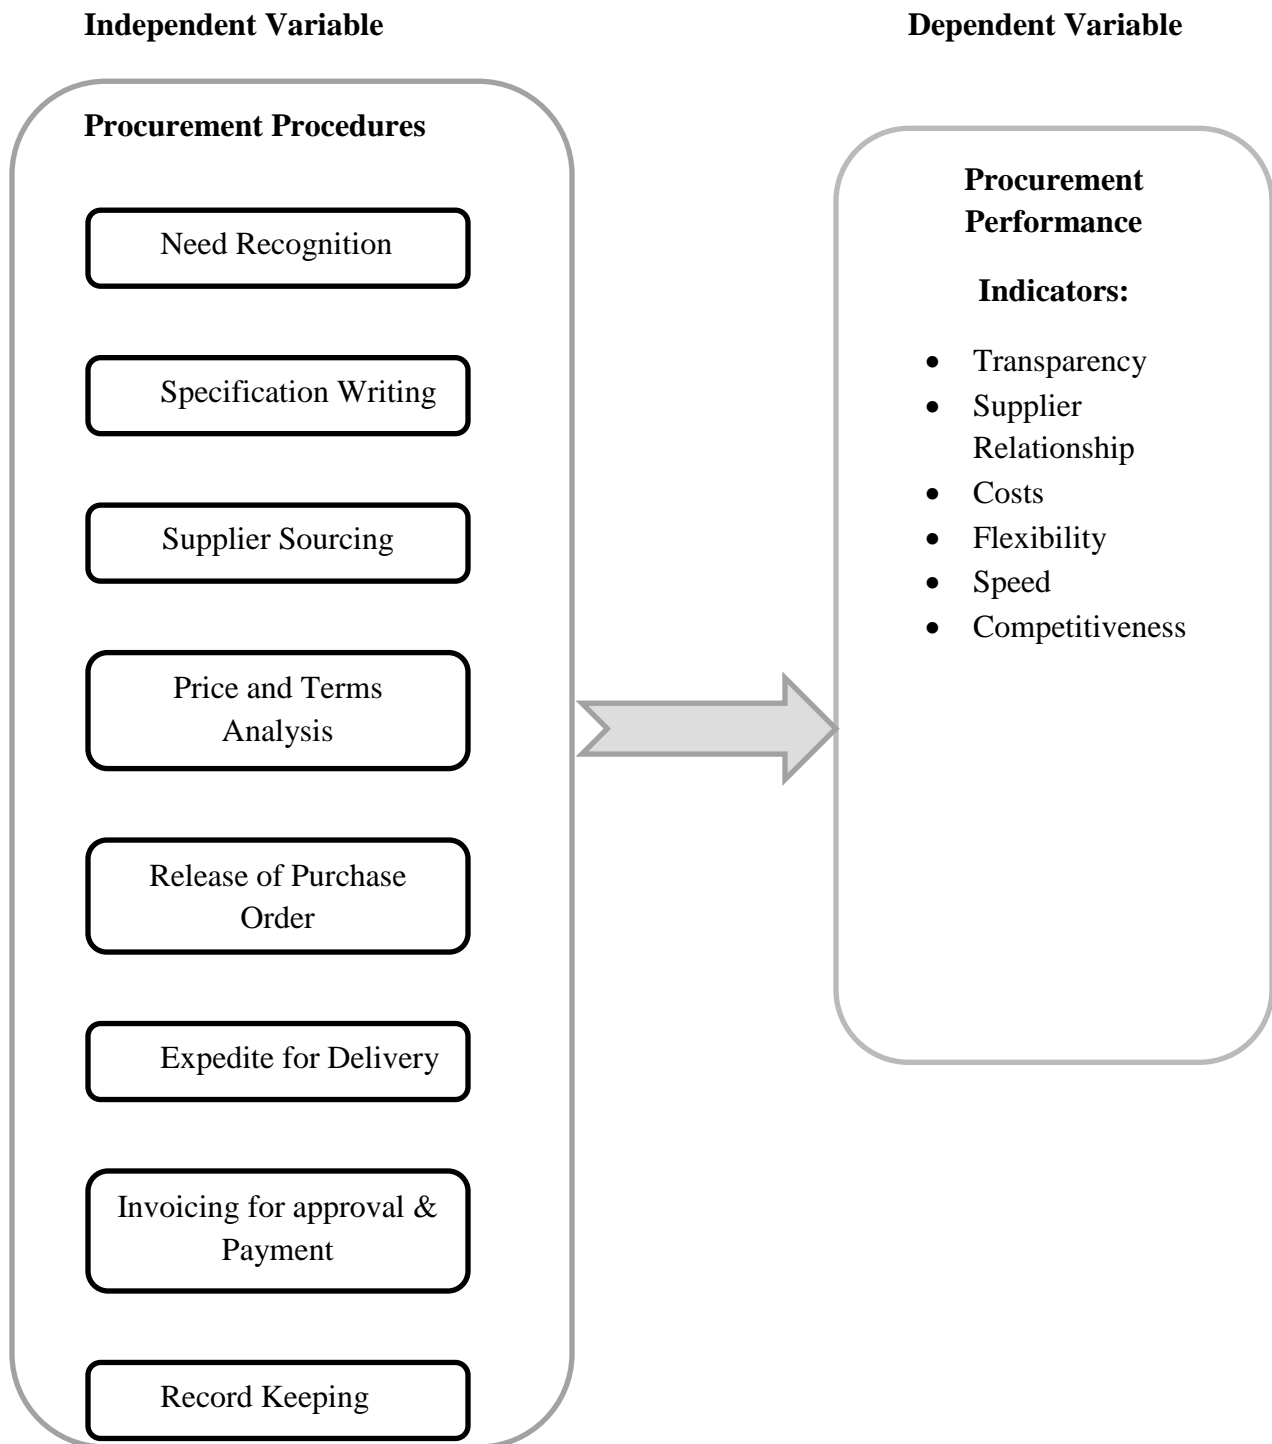 Independent Variable
Dependent Variable
Procurement Procedures
Need Recognition
Specification Writing
Supplier Sourcing
Price and Terms
Analysis
Release of Purchase
Order
Expedite for Delivery
Invoicing for approval &
Payment
Record Keeping
Procurement
Performance
Indicators:
• Transparency
• Supplier
Relationship
• Costs
• Flexibility
• Speed
• Competitiveness